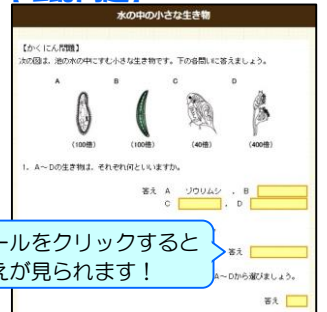 水の中の小さな生き物
【かくにん問題】
次の図は、池の水の中にすむ小さな生き物です。下の各問いに答えましょう。
A B C D
(100倍) (100倍) (40倍) (400倍)
1. A～Dの生き物は、それぞれ何といいますか。
答え A ゾウリムシ , B
C , D
ールをクリックすると
えが見られます！
答え
A～Dから選びましょう。
答え